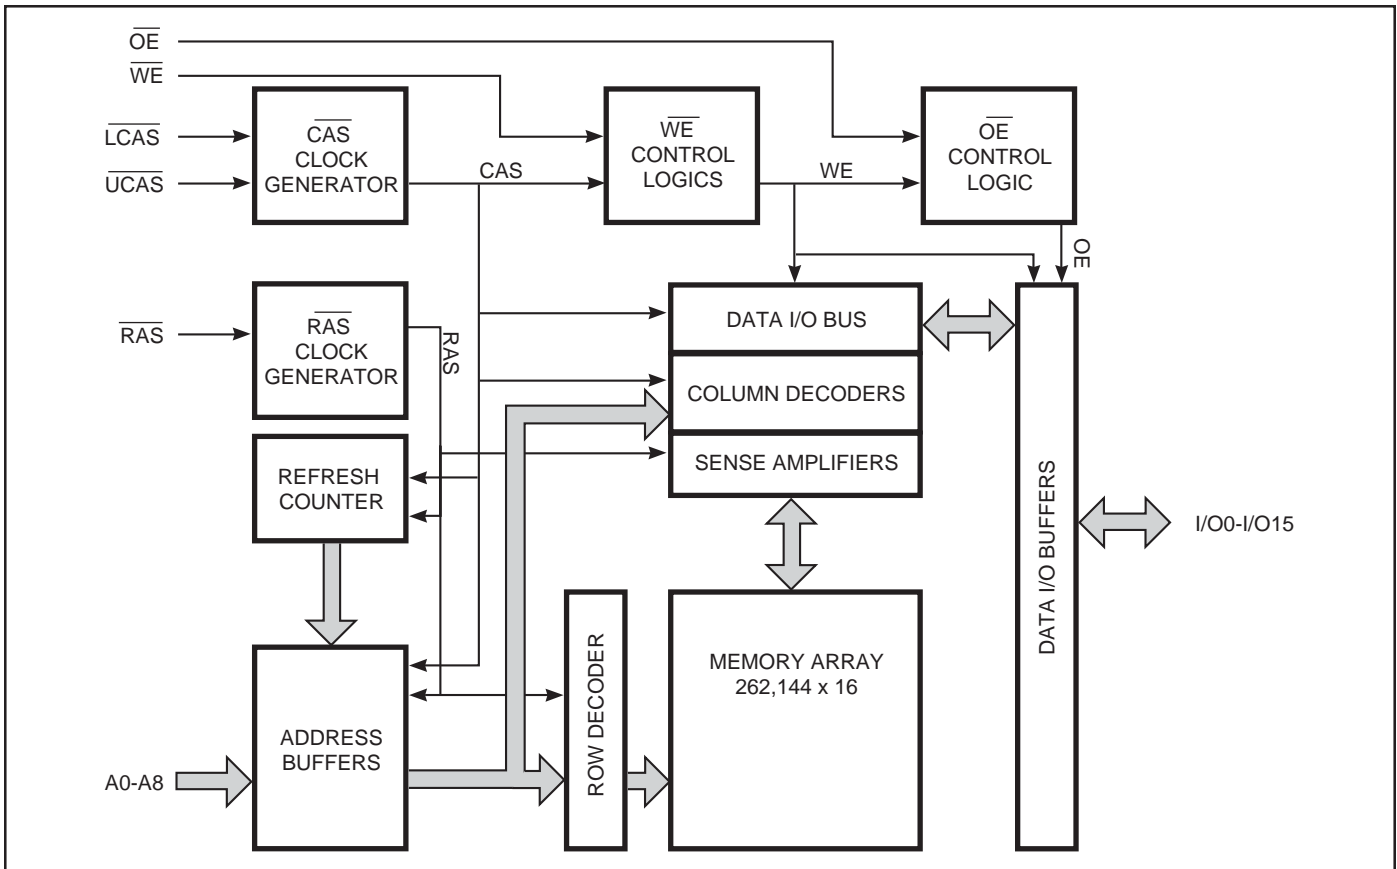 OE
WE
LCAS
UCAS
CAS
CLOCK
GENERATOR
CAS
WE
CONTROL
LOGICS
WE
OE
CONTROL
LOGIC
OE
RAS
RAS
CLOCK
GENERATOR
RAS
DATA I/O BUS
COLUMN DECODERS
SENSE AMPLIFIERS
REFRESH
COUNTER
DATA I/O BUFFERS
I/O0-I/O15
ROW DECODER
MEMORY ARRAY
262,144 x 16
ADDRESS
BUFFERS
A0-A8